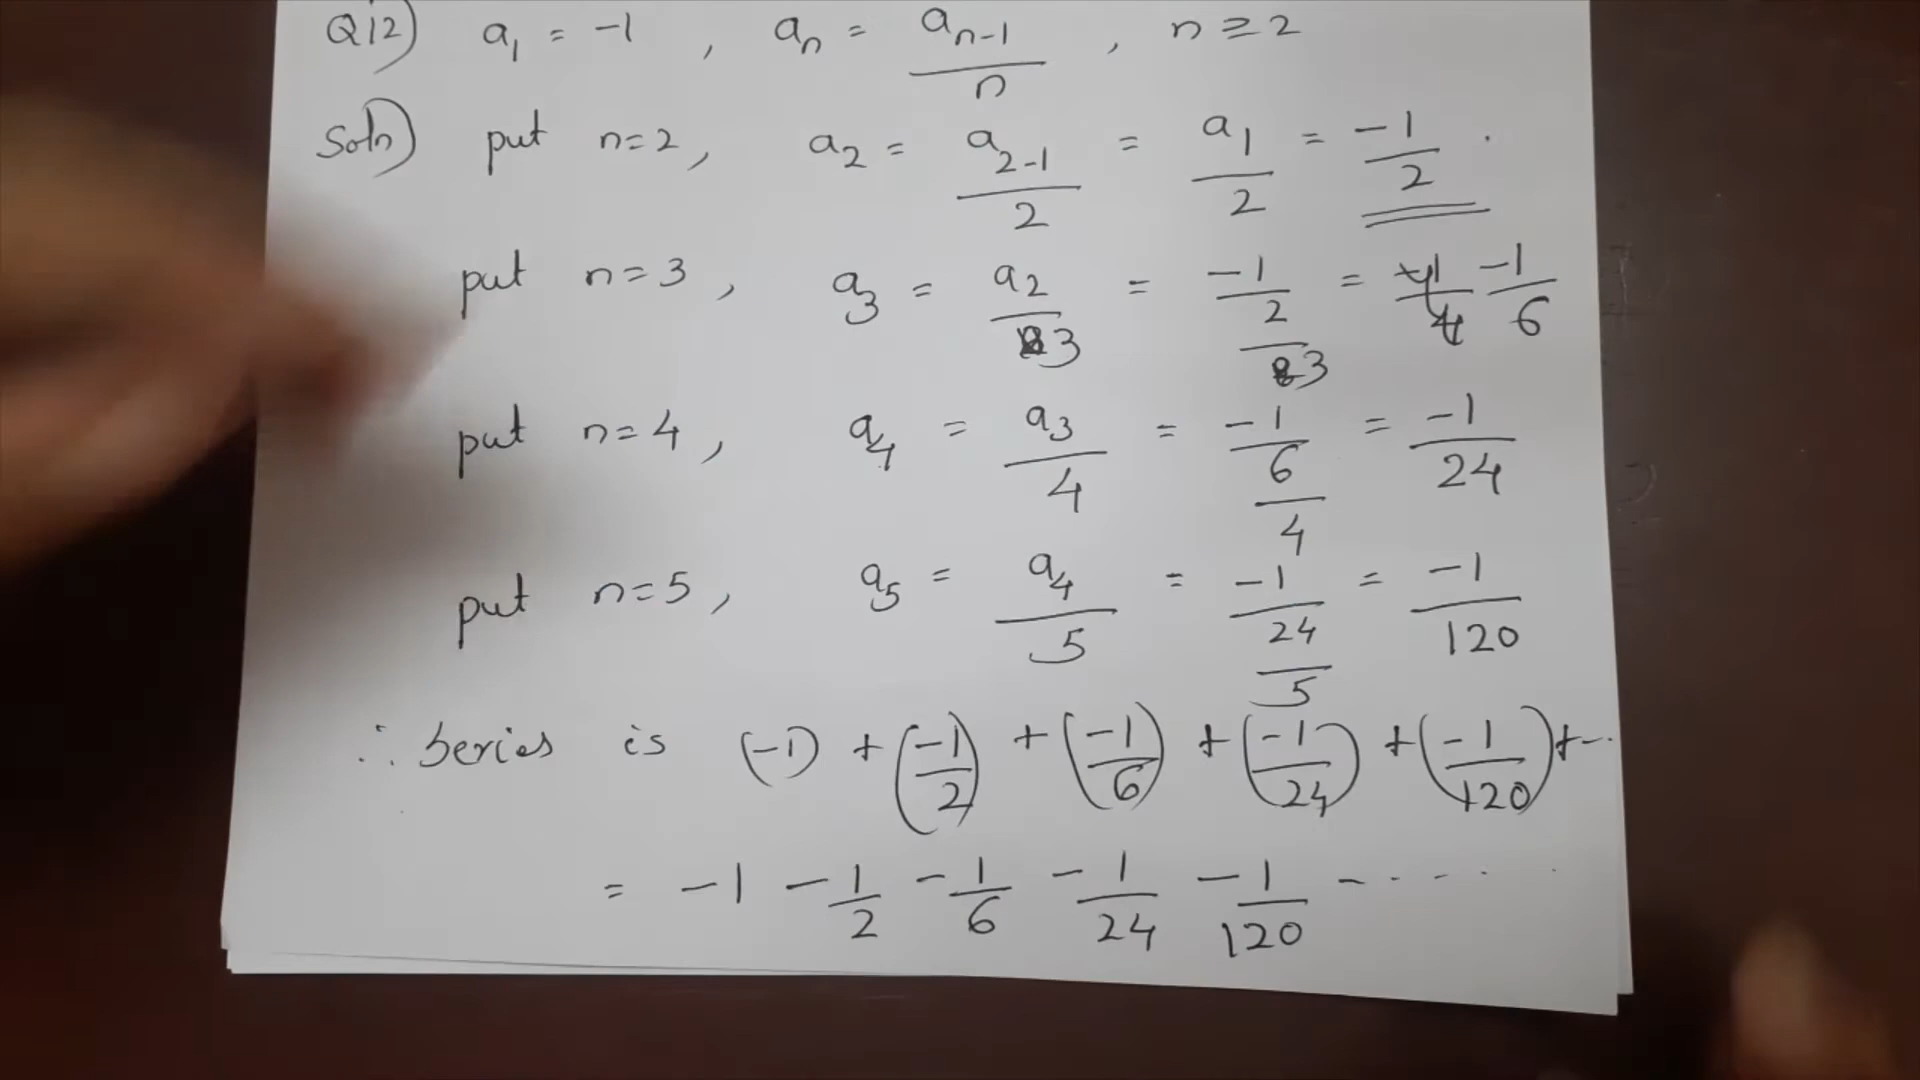 Q12) a₁ = -1 , aₙ = aₙ₋₁/n , n ≥ 2
Soln) put n=2, a₂ = a₂₋₁/2 = a₁/2 = -1/2 .
put n=3, a₃ = a₂/3 = (-1/2)/3 = -1/6
put n=4, a₄ = a₃/4 = (-1/6)/4 = -1/24
put n=5, a₅ = a₄/5 = (-1/24)/5 = -1/120
∴ Series is (-1) + (-1/2) + (-1/6) + (-1/24) + (-1/120) + ...
= -1 - 1/2 - 1/6 - 1/24 - 1/120 - ....